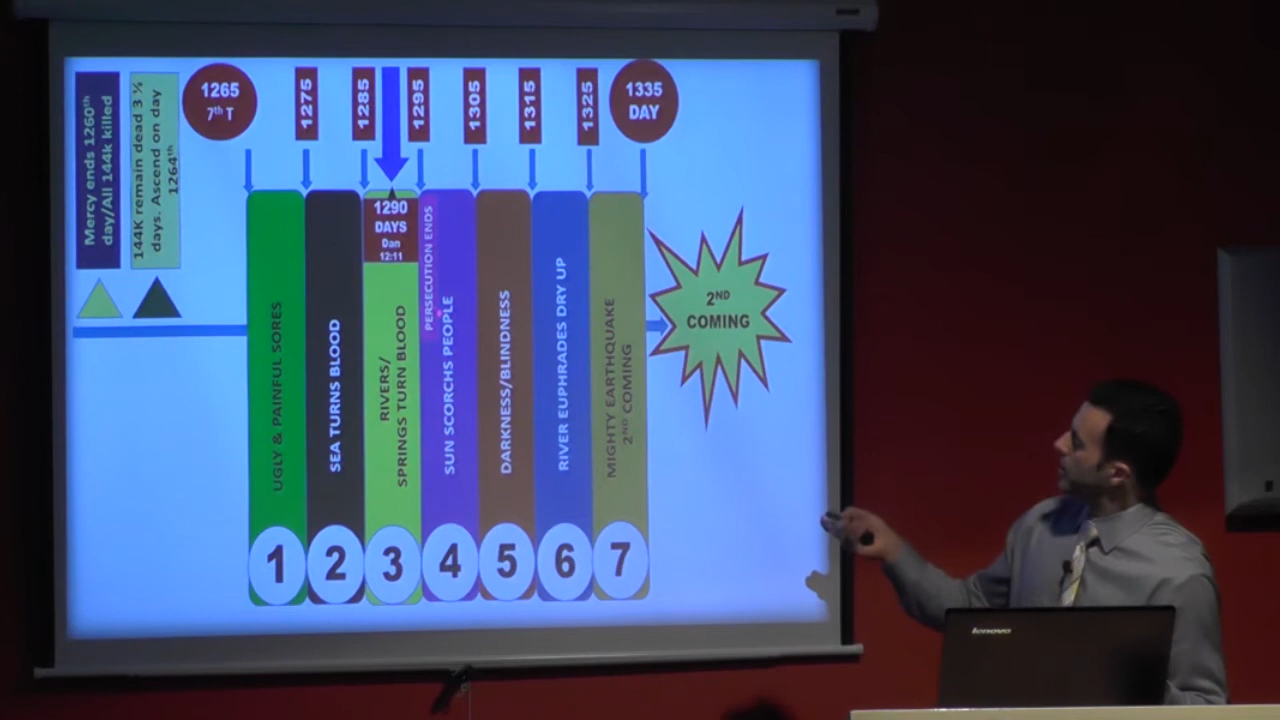 Mercy ends 1260th
day/All 144k killed
144K remain dead 3 ½
days. Ascend on day
1264th
1265
7th T
1275
1285
1295
1305
1315
1325
1335
DAY
UGLY & PAINFUL SORES
SEA TURNS BLOOD
1290
DAYS
Dan
12:11
RIVERS/
SPRINGS TURN BLOOD
PERSECUTION ENDS
SUN SCORCHS PEOPLE
DARKNESS/BLINDNESS
RIVER EUPHRADES DRY UP
MIGHTY EARTHQUAKE
2ND COMING
2ND
COMING
1
2
3
4
5
6
7
lenovo